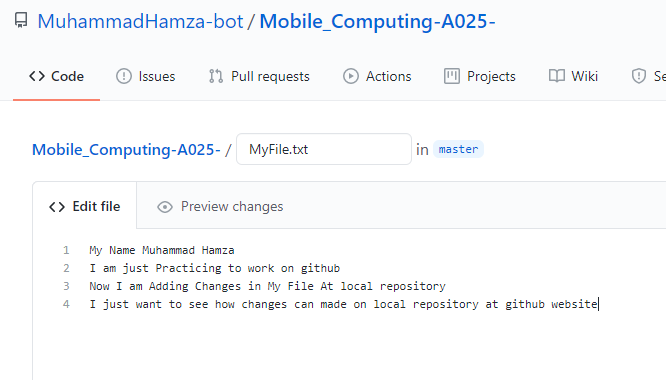 MuhammadHamza-bot / Mobile_Computing-A025-
Code Issues Pull requests Actions Projects Wiki
Mobile_Computing-A025- / MyFile.txt in master
Edit file Preview changes
1 My Name Muhammad Hamza
2 I am just Practicing to work on github
3 Now I am Adding Changes in My File At local repository
4 I just want to see how changes can made on local repository at github website